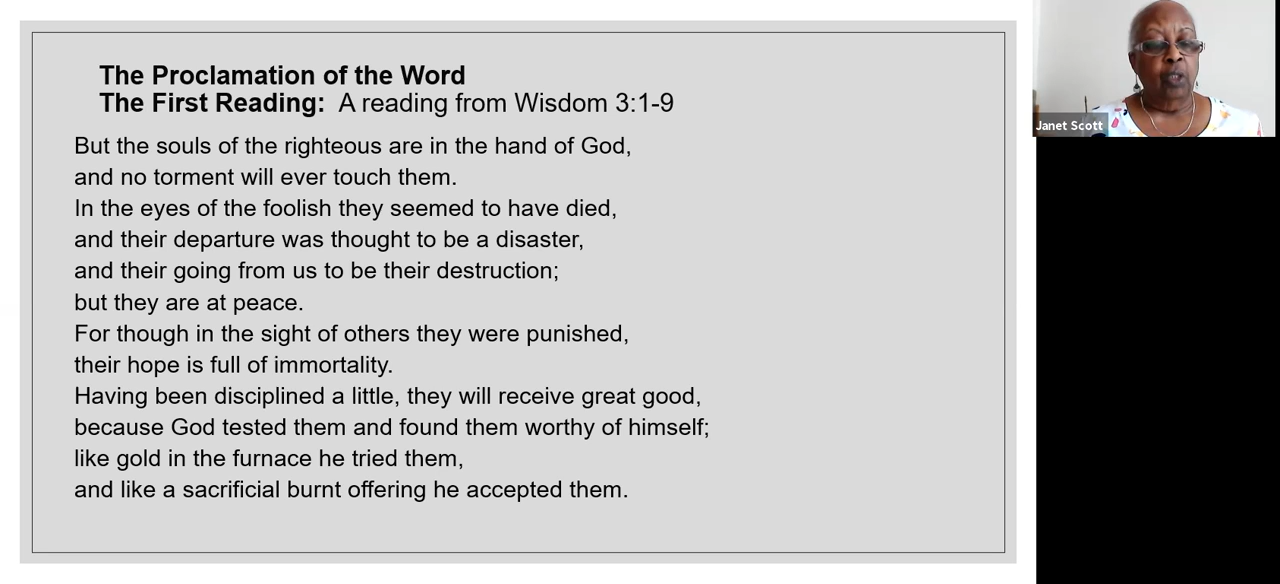 The Proclamation of the Word
The First Reading: A reading from Wisdom 3:1-9
But the souls of the righteous are in the hand of God,
and no torment will ever touch them.
In the eyes of the foolish they seemed to have died,
and their departure was thought to be a disaster,
and their going from us to be their destruction;
but they are at peace.
For though in the sight of others they were punished,
their hope is full of immortality.
Having been disciplined a little, they will receive great good,
because God tested them and found them worthy of himself;
like gold in the furnace he tried them,
and like a sacrificial burnt offering he accepted them.
Janet Scott